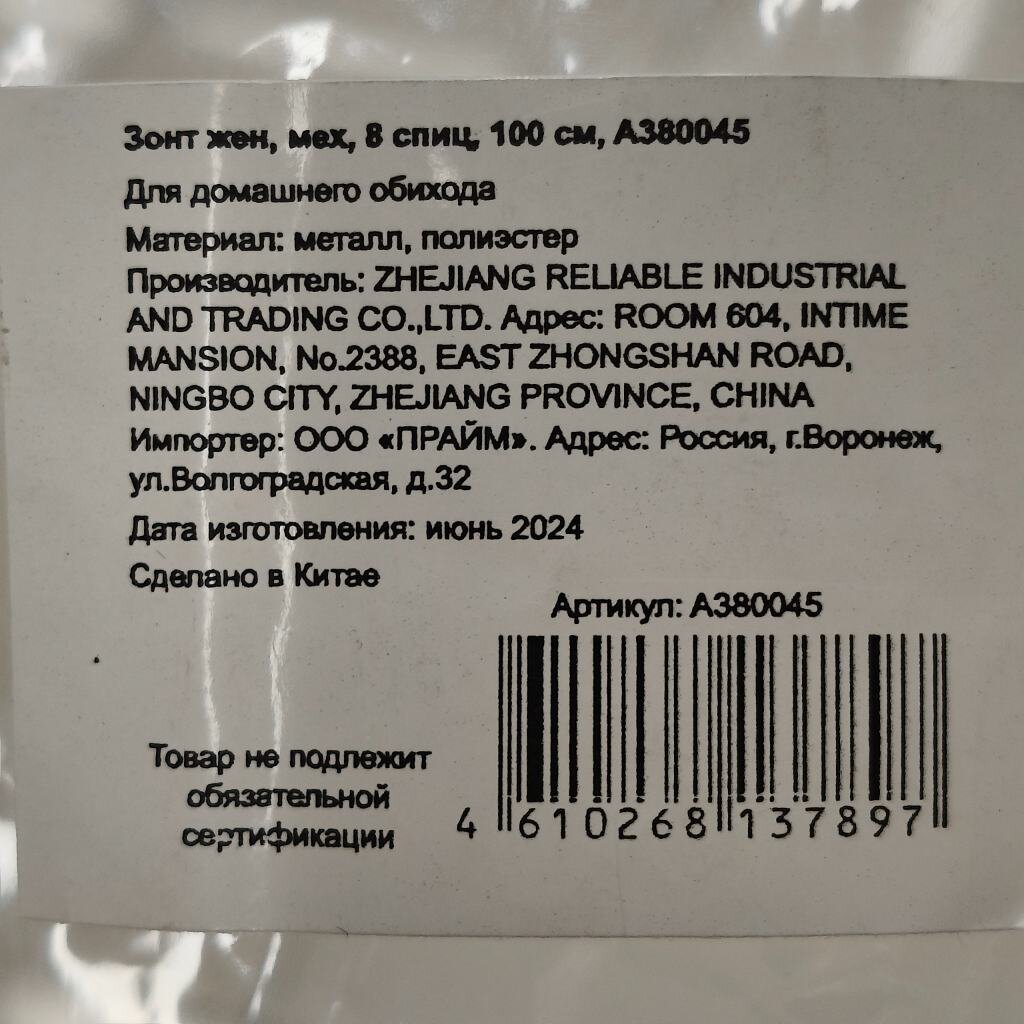 Зонт жен, мех, 8 спиц, 100 см, А380045
Для домашнего обихода
Материал: металл, полиэстер
Производитель: ZHEJIANG RELIABLE INDUSTRIAL
AND TRADING CO.,LTD. Адрес: ROOM 604, INTIME
MANSION, No.2388, EAST ZHONGSHAN ROAD,
NINGBO CITY, ZHEJIANG PROVINCE, CHINA
Импортер: ООО «ПРАЙМ». Адрес: Россия, г.Воронеж,
ул.Волгоградская, д.32
Дата изготовления: июнь 2024
Сделано в Китае
Артикул: А380045
Товар не подлежит
обязательной
сертификации
4 610268 137897